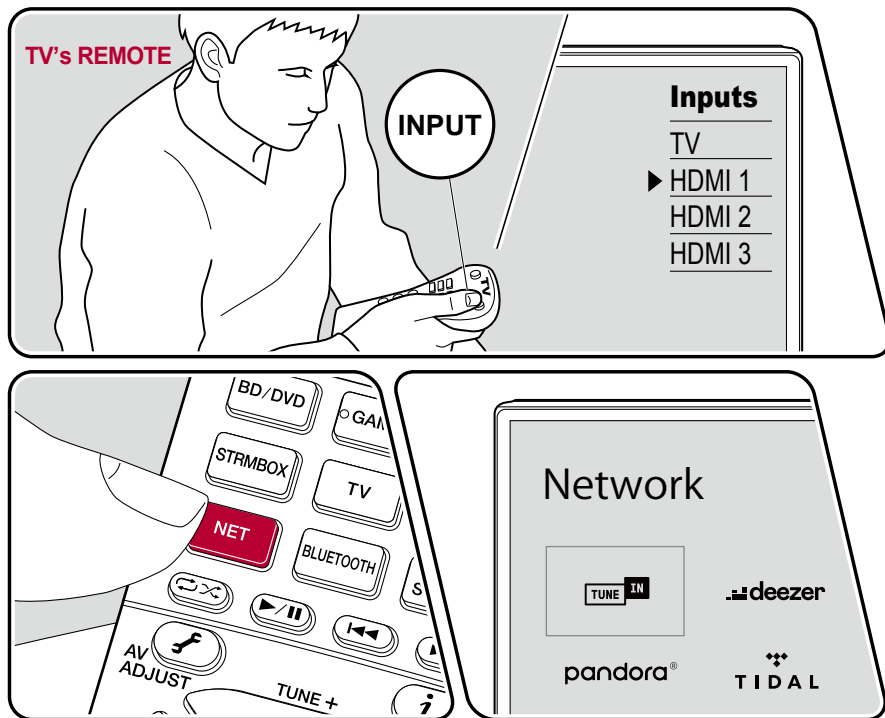 TV's REMOTE
INPUT
TV
Inputs
TV
HDMI 1
HDMI 2
HDMI 3
BD/DVD
STRMBOX
TV
NET
BLUETOOTH
AV
ADJUST
TUNE +
i
Network
TUNE IN
deezer
pandora®
TIDAL